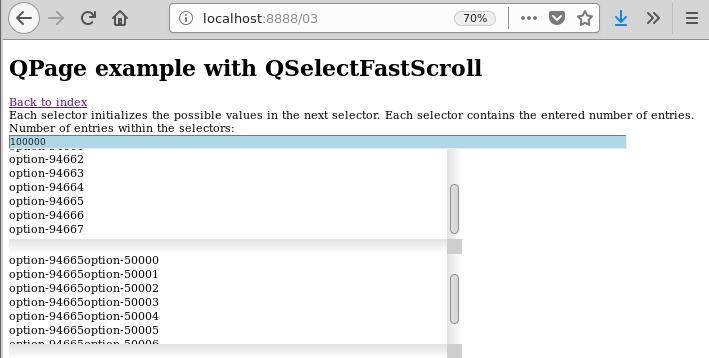 localhost:8888/03
70%
QPage example with QSelectFastScroll
Back to index
Each selector initializes the possible values in the next selector. Each selector contains the entered number of entries.
Number of entries within the selectors:
100000
option-94662
option-94663
option-94664
option-94665
option-94666
option-94667
option-94665option-50000
option-94665option-50001
option-94665option-50002
option-94665option-50003
option-94665option-50004
option-94665option-50005